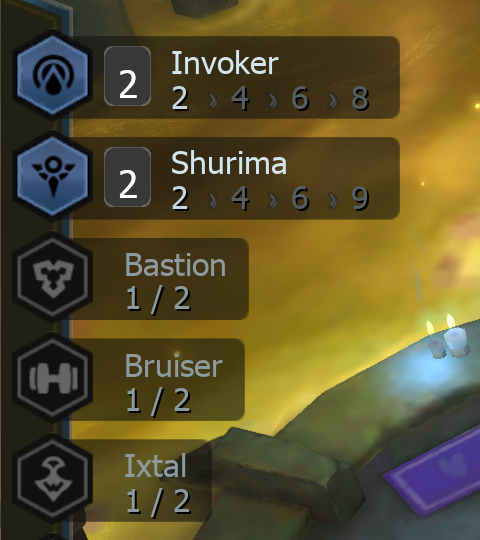 2 Invoker
2 › 4 › 6 › 8
2 Shurima
2 › 4 › 6 › 9
Bastion
1 / 2
Bruiser
1 / 2
Ixtal
1 / 2